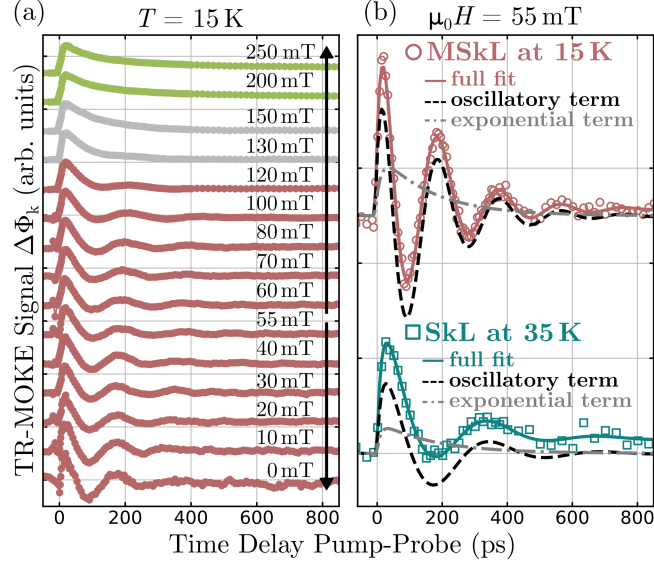 (a)
T = 15 K
TR-MOKE Signal ΔΦk (arb. units)
250 mT
200 mT
150 mT
130 mT
120 mT
100 mT
80 mT
70 mT
60 mT
55 mT
40 mT
30 mT
20 mT
10 mT
0 mT
0 200 400 600 800
(b)
μ0H = 55 mT
MSkL at 15 K
full fit
oscillatory term
exponential term
SkL at 35 K
full fit
oscillatory term
exponential term
0 200 400 600 800
Time Delay Pump-Probe (ps)